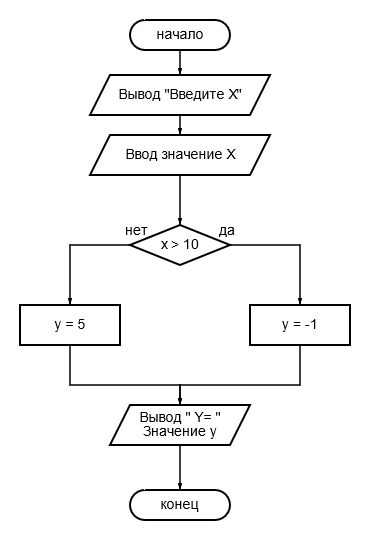 начало
Вывод "Введите X"
Ввод значение X
нет
да
x > 10
y = 5
y = -1
Вывод " Y= "
Значение y
конец